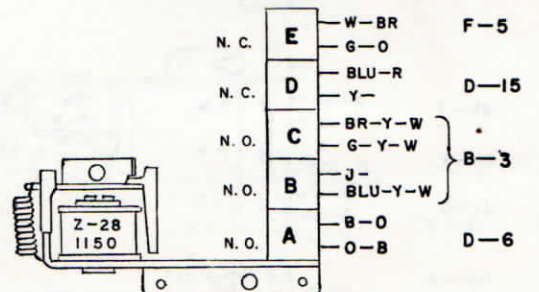 E W-BR F-5
N. C. G-O
D BLU-R D-15
N. C. Y-
C BR-Y-W
N. O. G-Y-W
B-3
B J-
N. O. BLU-Y-W
A B-O
N. O. O-B D-6
Z-28
1150